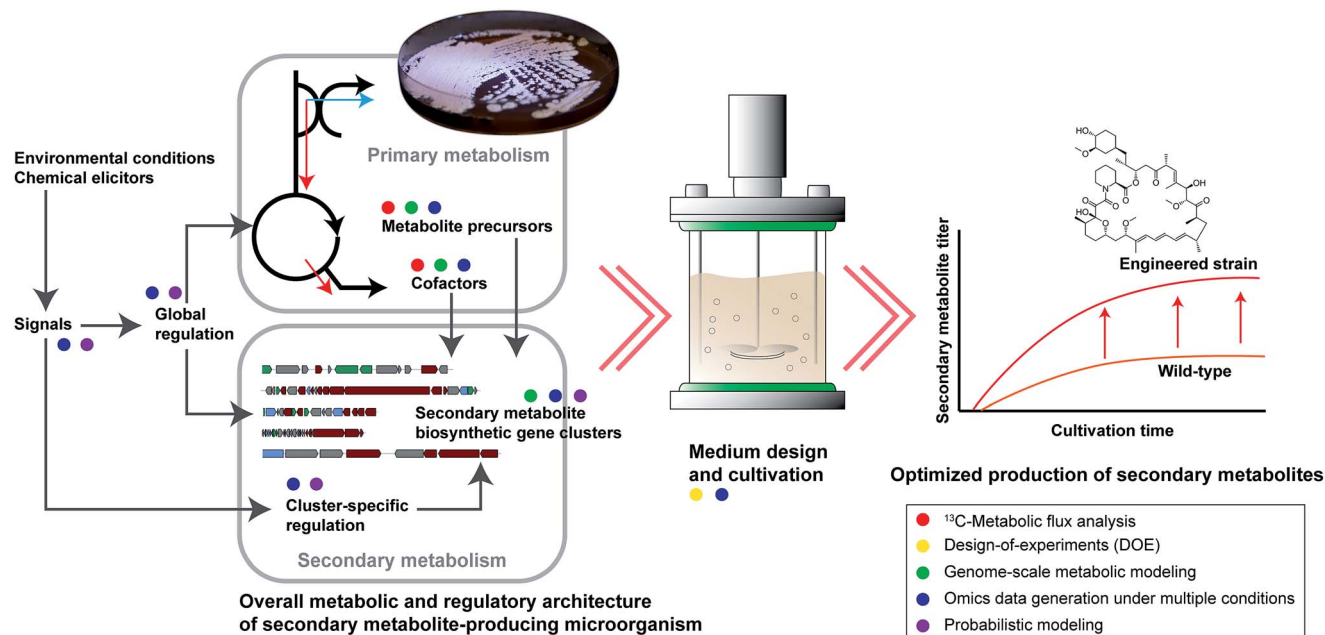 Environmental conditions
Chemical elicitors
Signals
Global
regulation
Primary metabolism
Metabolite precursors
Cofactors
Secondary metabolite
biosynthetic gene clusters
Cluster-specific
regulation
Secondary metabolism
Overall metabolic and regulatory architecture
of secondary metabolite-producing microorganism
Medium design
and cultivation
HO
O
O
N
O
O
O
O
HO
O
O
OH
O
O
Engineered strain
Wild-type
Secondary metabolite titer
Cultivation time
Optimized production of secondary metabolites
¹³C-Metabolic flux analysis
Design-of-experiments (DOE)
Genome-scale metabolic modeling
Omics data generation under multiple conditions
Probabilistic modeling